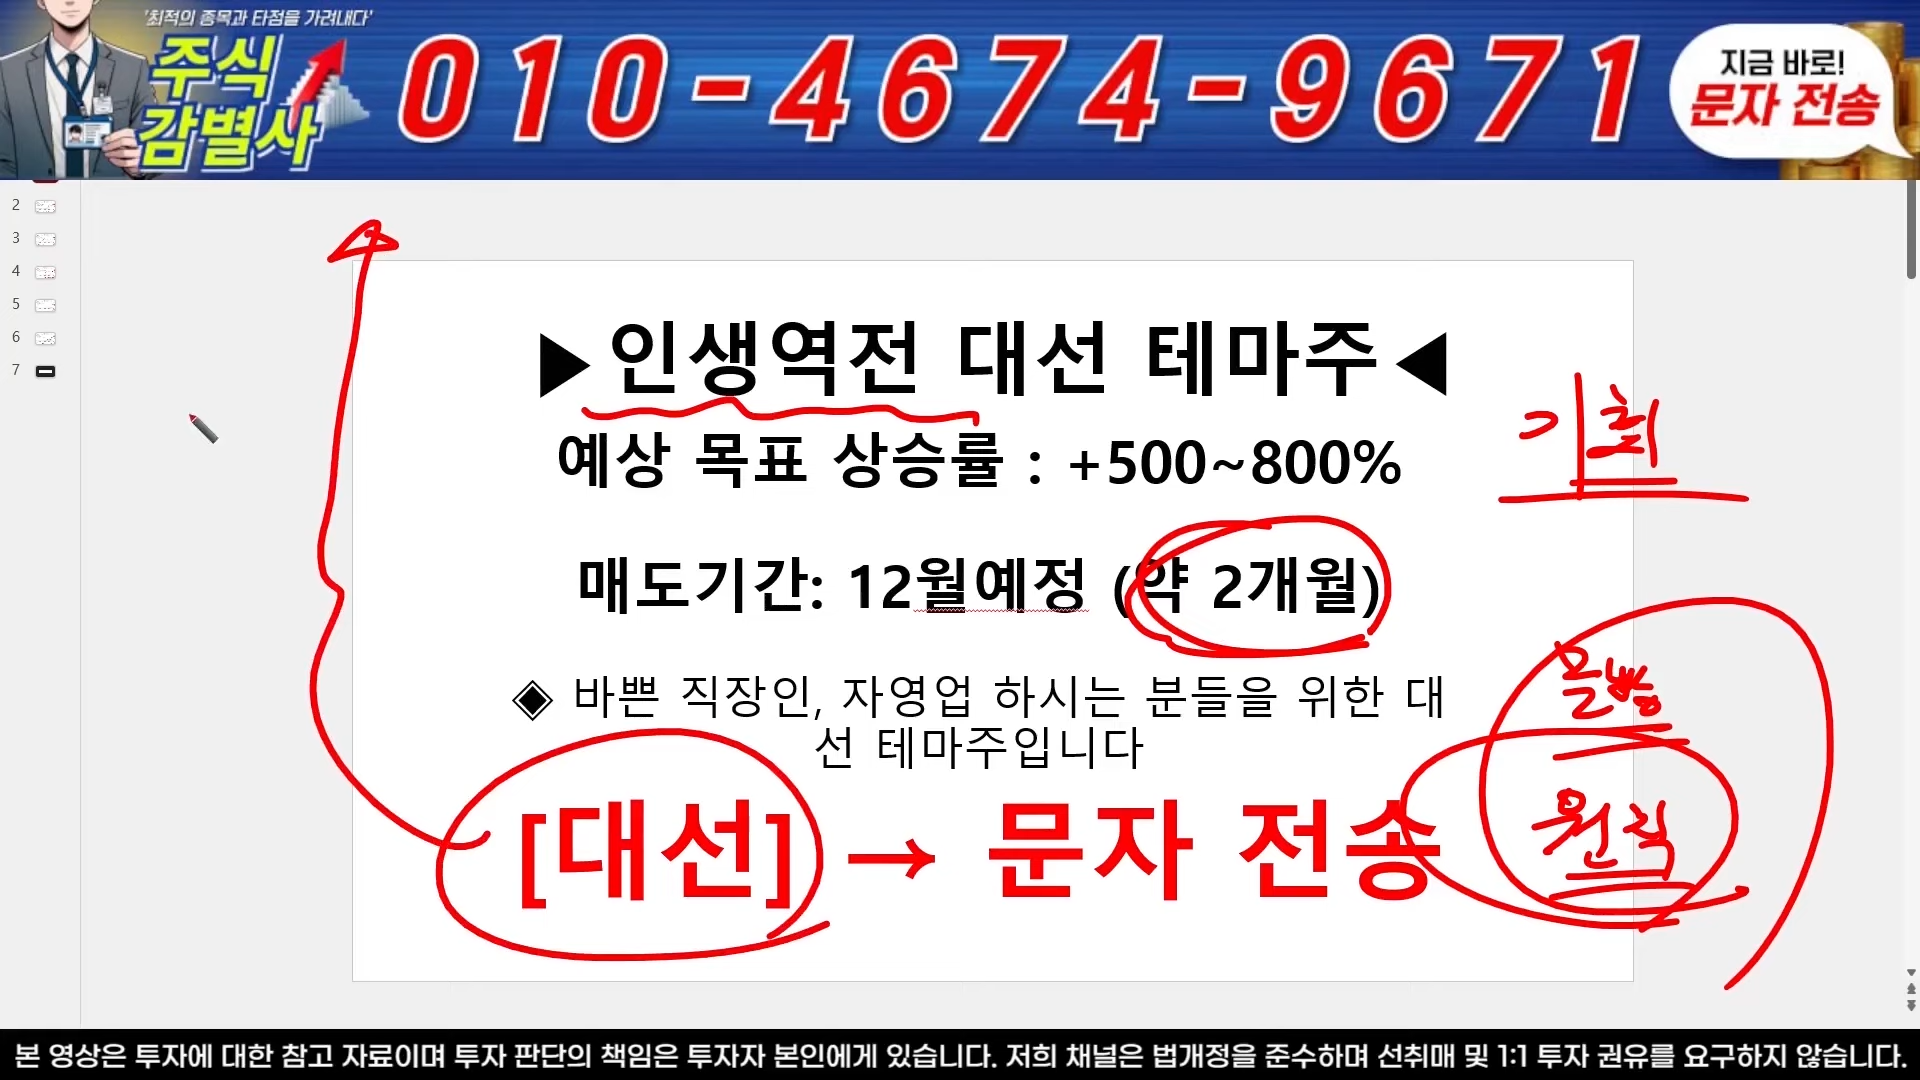 '최적의 종목과 타점을 가려내다'
주식
감별사
010-4674-9671
지금 바로!
문자 전송
2
3
4
5
6
7
▶인생역전 대선 테마주◀
예상 목표 상승률 : +500~800%
기회
매도기간: 12월예정 (약 2개월)
◈ 바쁜 직장인, 자영업 하시는 분들을 위한 대
선 테마주입니다
몰빵
원칙
[대선] → 문자 전송
본 영상은 투자에 대한 참고 자료이며 투자 판단의 책임은 투자자 본인에게 있습니다. 저희 채널은 법개정을 준수하며 선취매 및 1:1 투자 권유를 요구하지 않습니다.